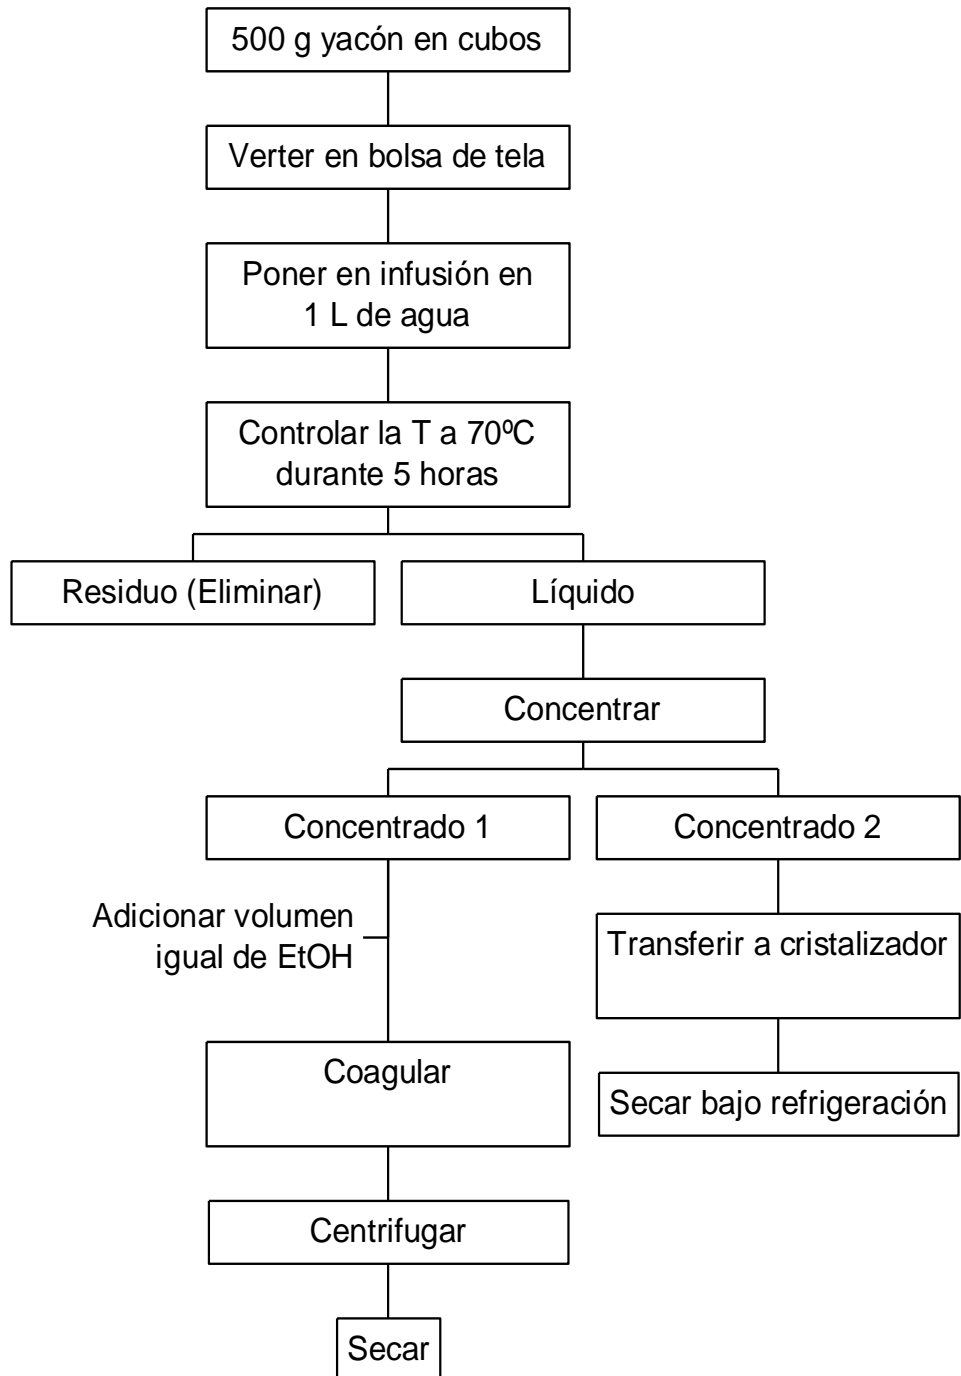 500 g yacón en cubos
Verter en bolsa de tela
Poner en infusión en
1 L de agua
Controlar la T a 70ºC
durante 5 horas
Residuo (Eliminar)
Líquido
Concentrar
Concentrado 1
Concentrado 2
Adicionar volumen
igual de EtOH
Transferir a cristalizador
Coagular
Secar bajo refrigeración
Centrifugar
Secar